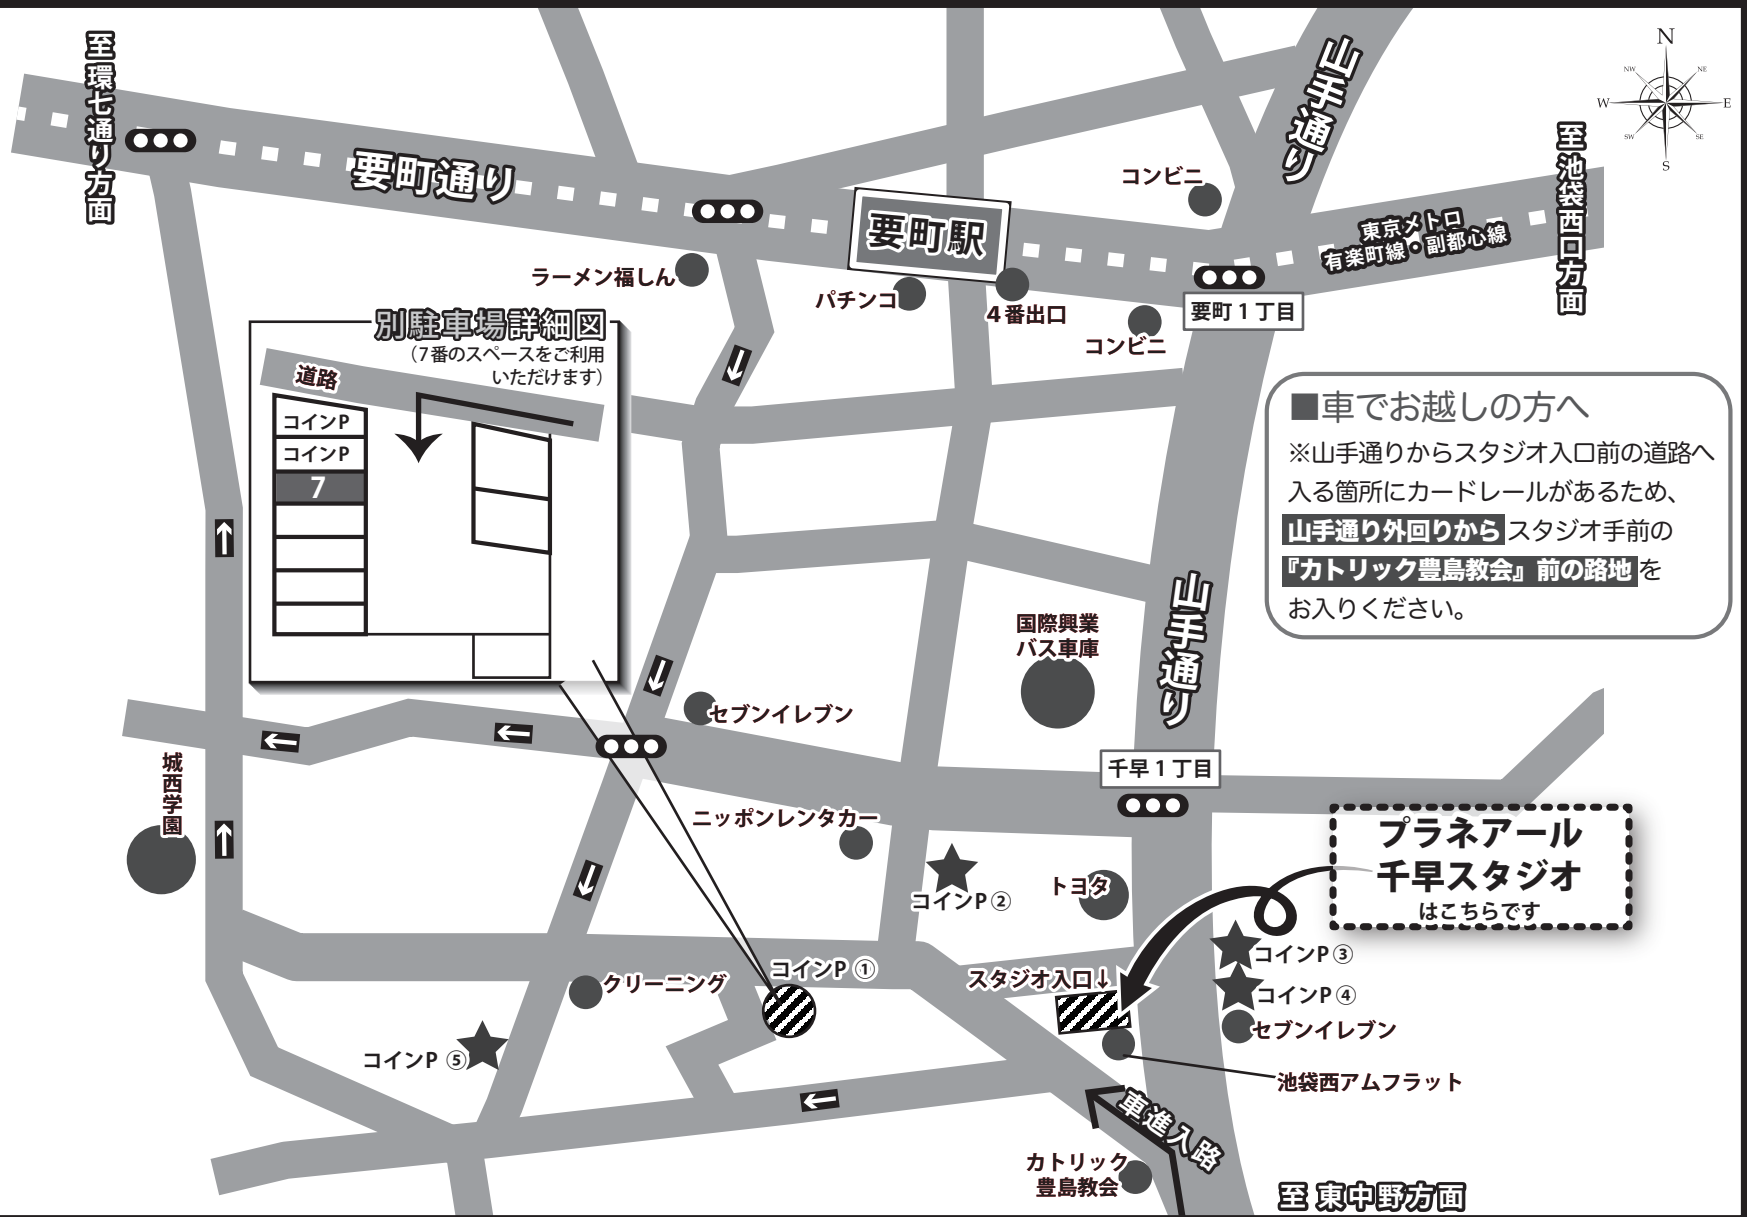 至環七通り方面
要町通り
山手通り
N
NW
NE
W
E
SW
SE
S
至池袋西口方面
コンビニ
要町駅
東京メトロ
有楽町線・副都心線
ラーメン福しん
パチンコ
4番出口
コンビニ
要町1丁目
別駐車場詳細図
（7番のスペースをご利用
いただけます）
道路
コインP
コインP
7
■車でお越しの方へ
※山手通りからスタジオ入口前の道路へ
入る箇所にカードレールがあるため、
山手通り外回りからスタジオ手前の
『カトリック豊島教会』前の路地を
お入りください。
国際興業
バス車庫
山手通り
セブンイレブン
千早1丁目
城西学園
ニッポンレンタカー
プラネアール
千早スタジオ
はこちらです
トヨタ
コインP②
コインP③
コインP ①
スタジオ入口↓
クリーニング
コインP④
セブンイレブン
コインP ⑤
池袋西アムフラット
車進入路
カトリック
豊島教会
至 東中野方面